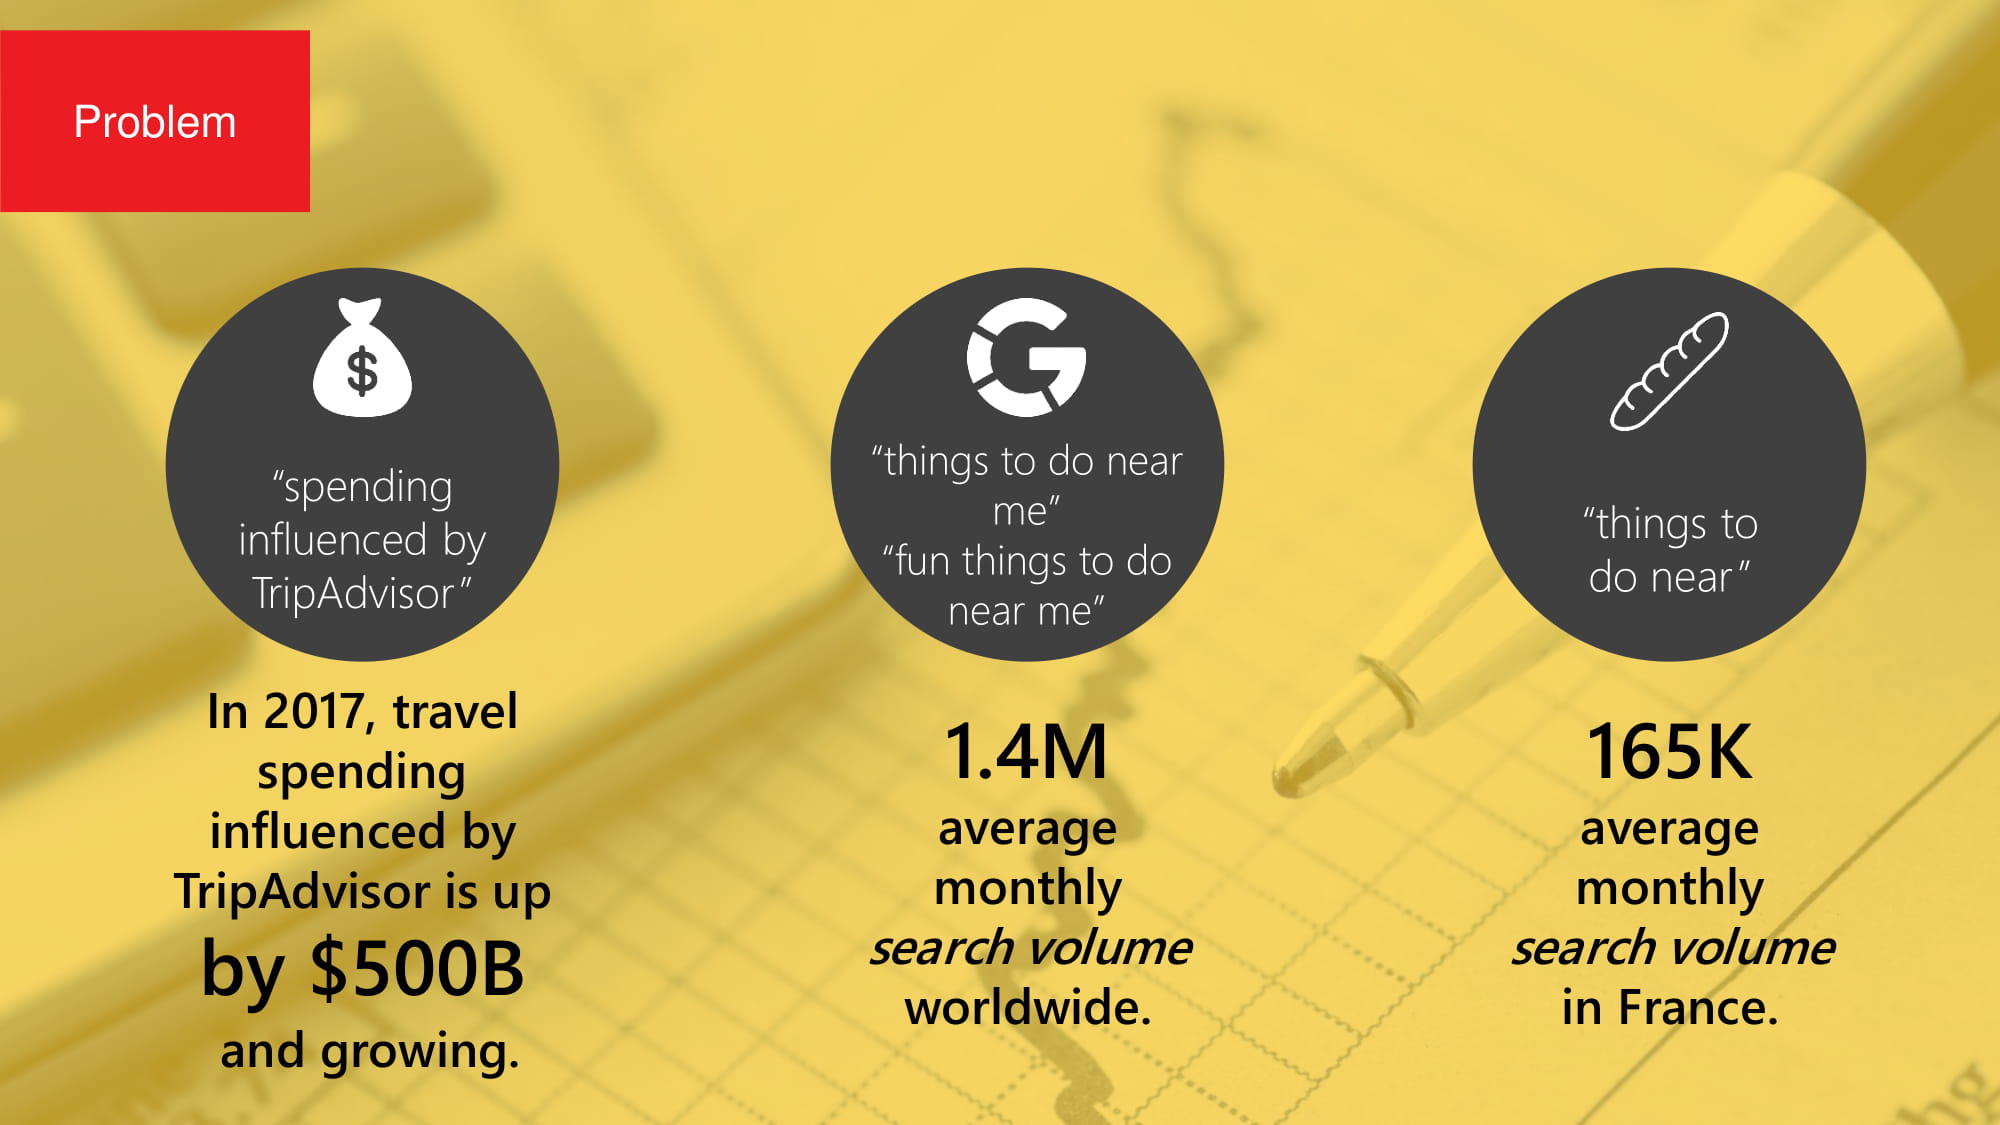 Problem
$
“spending
influenced by
TripAdvisor”
In 2017, travel
spending
influenced by
TripAdvisor is up
by $500B
and growing.
G
“things to do near
me”
“fun things to do
near me”
1.4M
average
monthly
search volume
worldwide.
“things to
do near”
165K
average
monthly
search volume
in France.